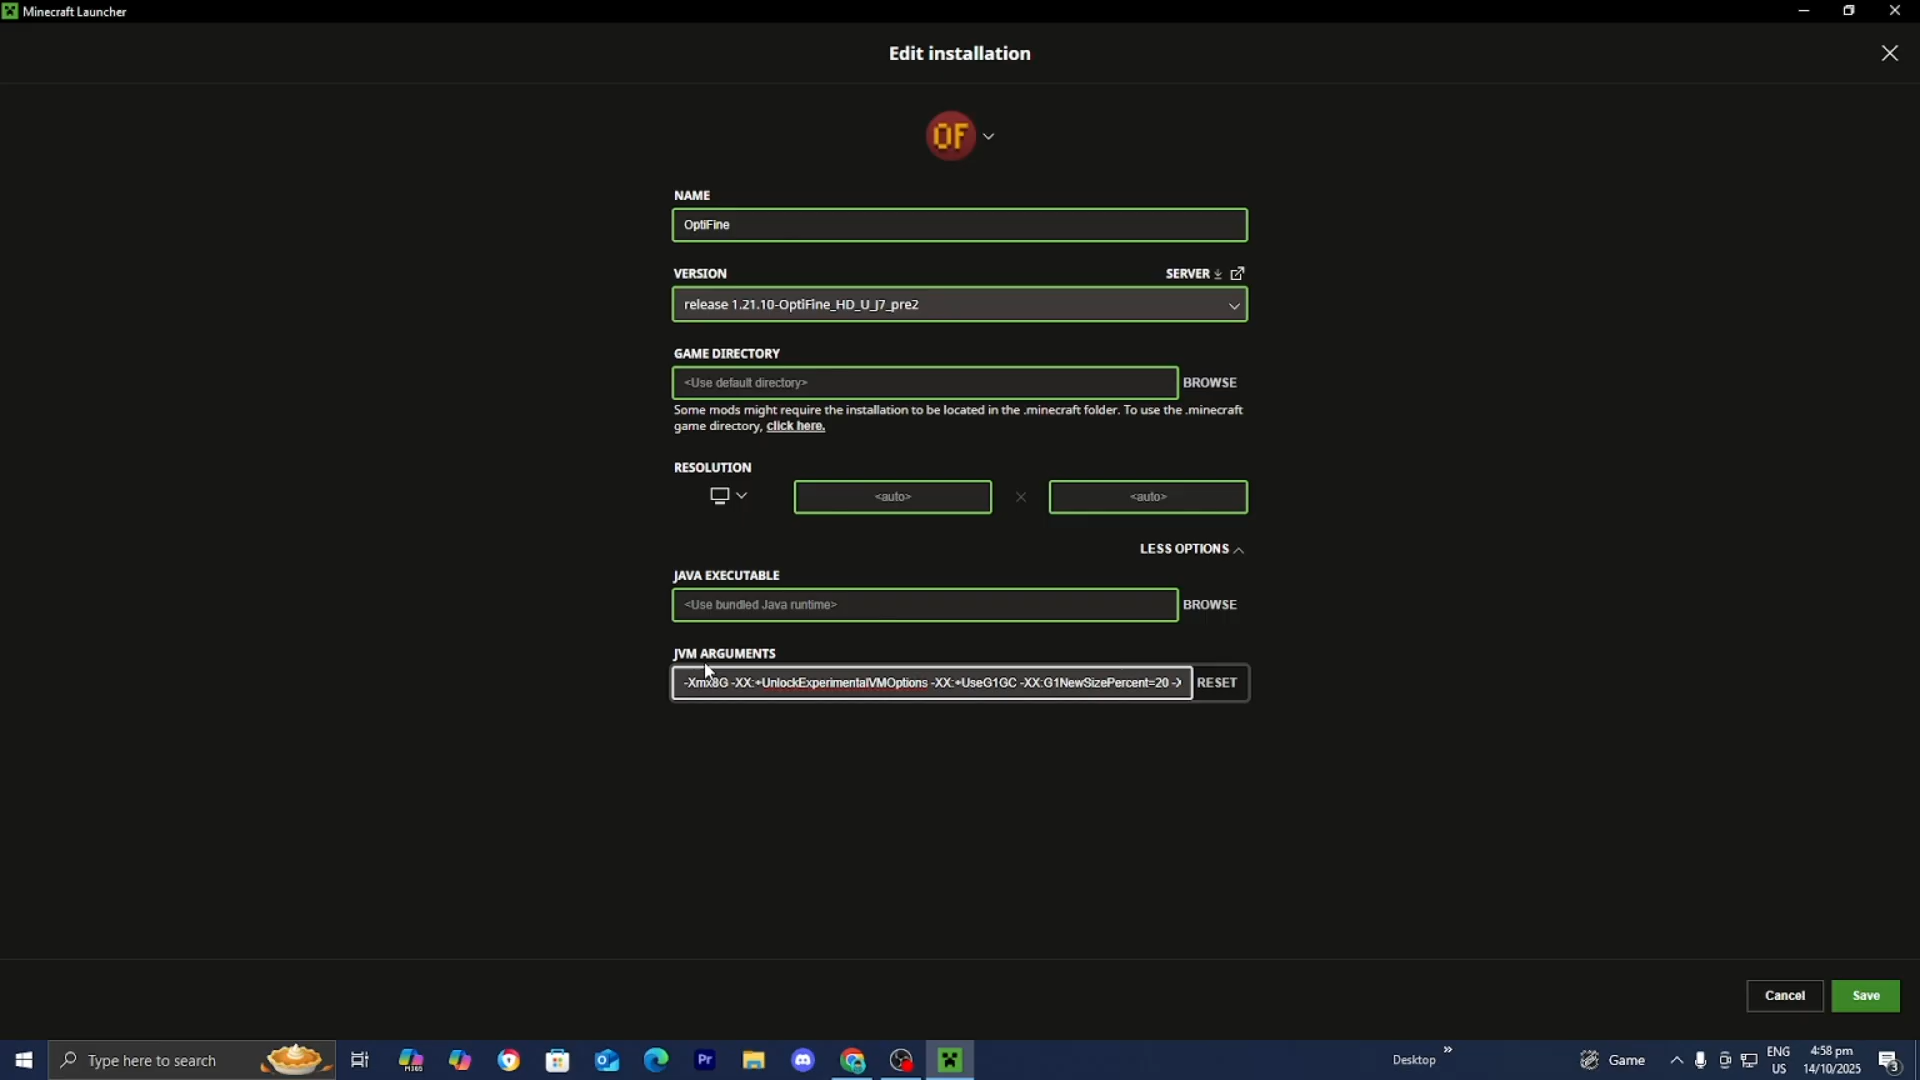 Minecraft Launcher
Edit installation
OF
NAME
OptiFine
VERSION
SERVER
release 1.21.10-OptiFine_HD_U_J7_pre2
GAME DIRECTORY
<Use default directory>
BROWSE
Some mods might require the installation to be located in the .minecraft folder. To use the .minecraft
game directory, click here.
RESOLUTION
<auto>
<auto>
LESS OPTIONS
JAVA EXECUTABLE
<Use bundled Java runtime>
BROWSE
JVM ARGUMENTS
-Xmx8G -XX:+UnlockExperimentalVMOptions -XX:+UseG1GC -XX:G1NewSizePercent=20 -X
RESET
Cancel
Save
Type here to search
M365
Pr
Desktop
Game
ENG
US
4:58 pm
14/10/2025
3